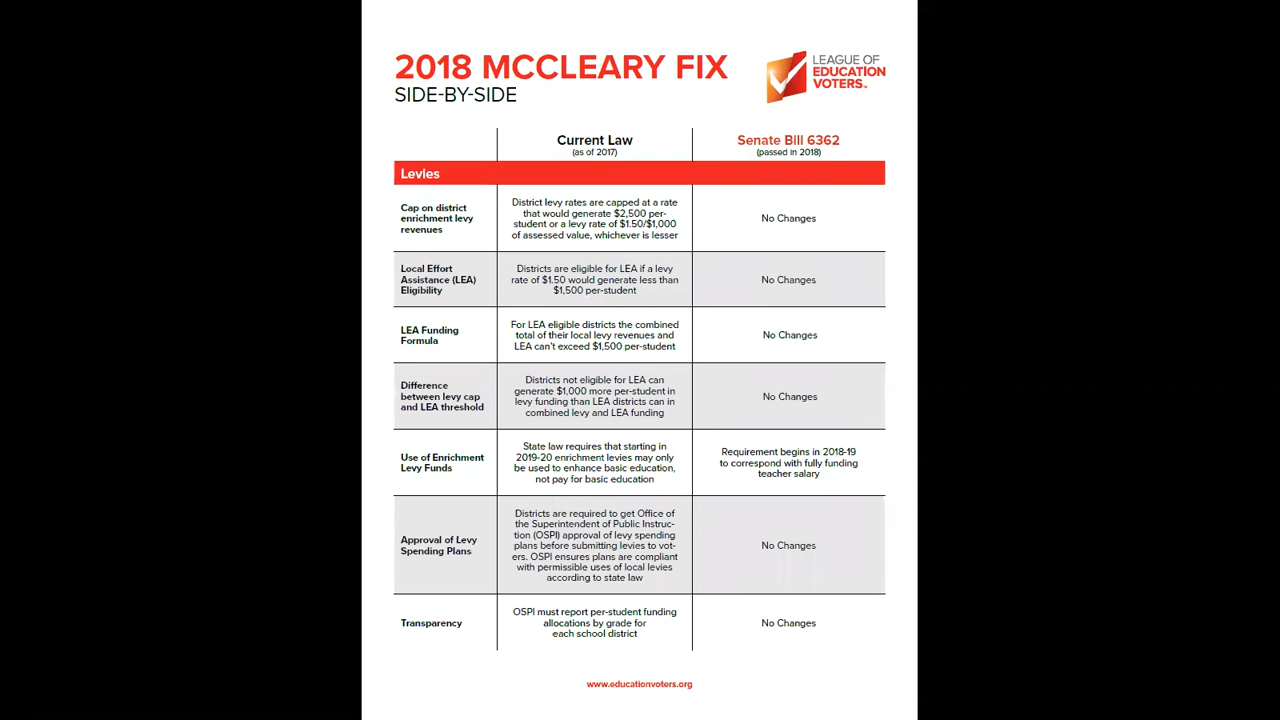 2018 MCCLEARY FIX
SIDE-BY-SIDE
LEAGUE OF
EDUCATION
VOTERS™
Current Law
(as of 2017)
Senate Bill 6362
(passed in 2018)
Levies
Cap on district
enrichment levy
revenues
District levy rates are capped at a rate
that would generate $2,500 per-
student or a levy rate of $1.50/$1,000
of assessed value, whichever is lesser
No Changes
Local Effort
Assistance (LEA)
Eligibility
Districts are eligible for LEA if a levy
rate of $1.50 would generate less than
$1,500 per-student
No Changes
LEA Funding
Formula
For LEA eligible districts the combined
total of their local levy revenues and
LEA can't exceed $1,500 per-student
No Changes
Difference
between levy cap
and LEA threshold
Districts not eligible for LEA can
generate $1,000 more per-student in
levy funding than LEA districts can in
combined levy and LEA funding
No Changes
Use of Enrichment
Levy Funds
State law requires that starting in
2019-20 enrichment levies may only
be used to enhance basic education,
not pay for basic education
Requirement begins in 2018-19
to correspond with fully funding
teacher salary
Approval of Levy
Spending Plans
Districts are required to get Office of
the Superintendent of Public Instruc-
tion (OSPI) approval of levy spending
plans before submitting levies to vot-
ers. OSPI ensures plans are compliant
with permissible uses of local levies
according to state law
No Changes
Transparency
OSPI must report per-student funding
allocations by grade for
each school district
No Changes
www.educationvoters.org